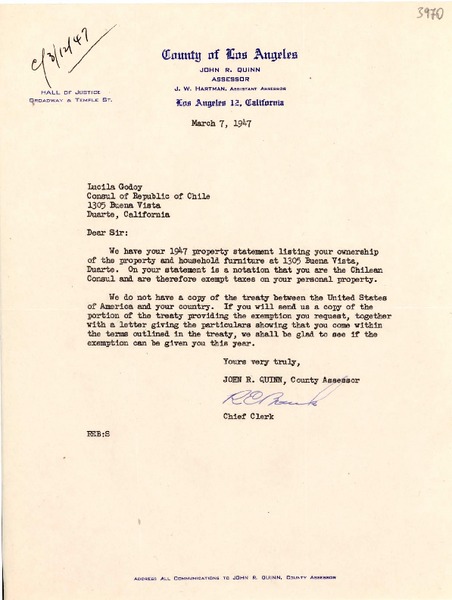 3970
c/3/12/47
County of Los Angeles
JOHN R. QUINN
ASSESSOR
J. W. HARTMAN, ASSISTANT ASSESSOR
HALL OF JUSTICE
BROADWAY & TEMPLE ST.
Los Angeles 12, California
March 7, 1947
Lucila Godoy
Consul of Republic of Chile
1305 Buena Vista
Duarte, California
Dear Sir:
We have your 1947 property statement listing your ownership
of the property and household furniture at 1305 Buena Vista,
Duarte. On your statement is a notation that you are the Chilean
Consul and are therefore exempt taxes on your personal property.
We do not have a copy of the treaty between the United States
of America and your country. If you will send us a copy of the
portion of the treaty providing the exemption you request, together
with a letter giving the particulars showing that you come within
the terms outlined in the treaty, we shall be glad to see if the
exemption can be given you this year.
Yours very truly,
JOHN R. QUINN, County Assessor
Chief Clerk
ADDRESS ALL COMMUNICATIONS TO JOHN R. QUINN, COUNTY ASSESSOR